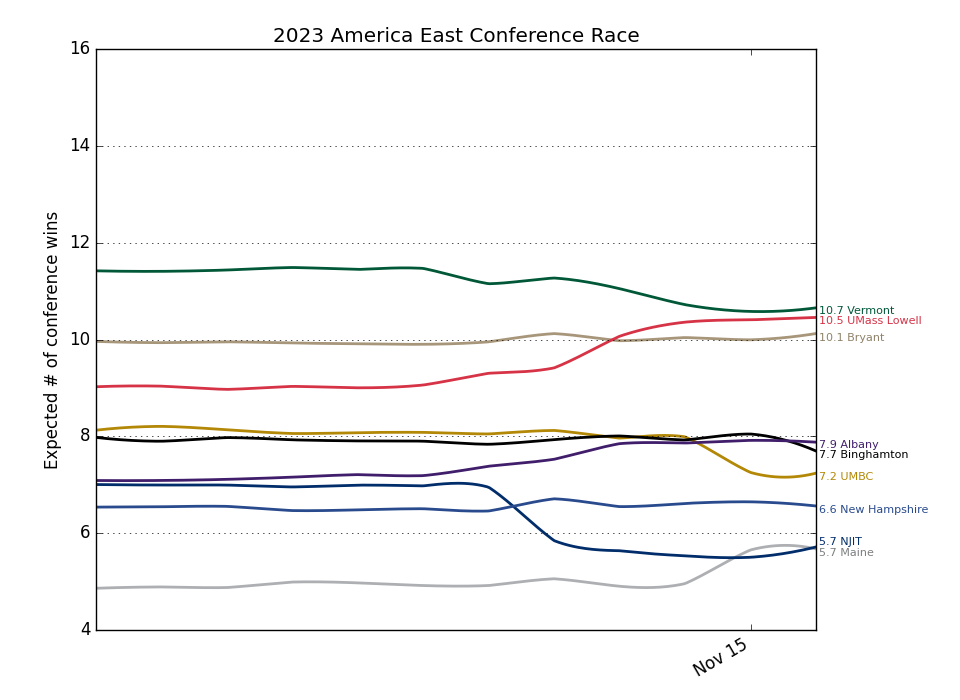 2023 America East Conference Race
Expected # of conference wins
16
14
12
10
8
6
4
10.7 Vermont
10.5 UMass Lowell
10.1 Bryant
7.9 Albany
7.7 Binghamton
7.2 UMBC
6.6 New Hampshire
5.7 NJIT
5.7 Maine
Nov 15